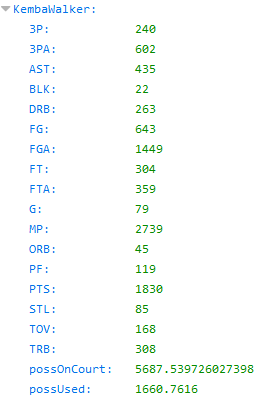 KembaWalker:
3P: 240
3PA: 602
AST: 435
BLK: 22
DRB: 263
FG: 643
FGA: 1449
FT: 304
FTA: 359
G: 79
MP: 2739
ORB: 45
PF: 119
PTS: 1830
STL: 85
TOV: 168
TRB: 308
possOnCourt: 5687.539726027398
possUsed: 1660.7616